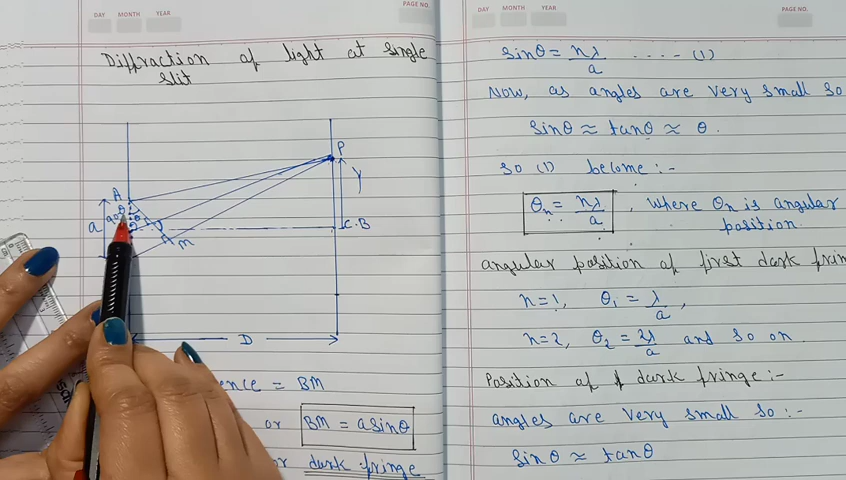 PAGE NO.
DAY MONTH YEAR
Diffraction of light at single
slit
A
P
Y
a
θ
θ
M
C.B
D
ence = BM
or BM = a sinθ
or dark fringe
DAY MONTH YEAR
PAGE NO.
sinθ = nλ/a ---- (1)
Now, as angles are very small so
sinθ ≈ tanθ ≈ θ.
so (1) become :-
θn = nλ/a , where θn is angular
position.
angular position of first dark frin
n=1, θ1 = λ/a ,
n=2, θ2 = 2λ/a and so on.
Position of dark fringe :-
angles are very small so :-
sinθ ≈ tanθ